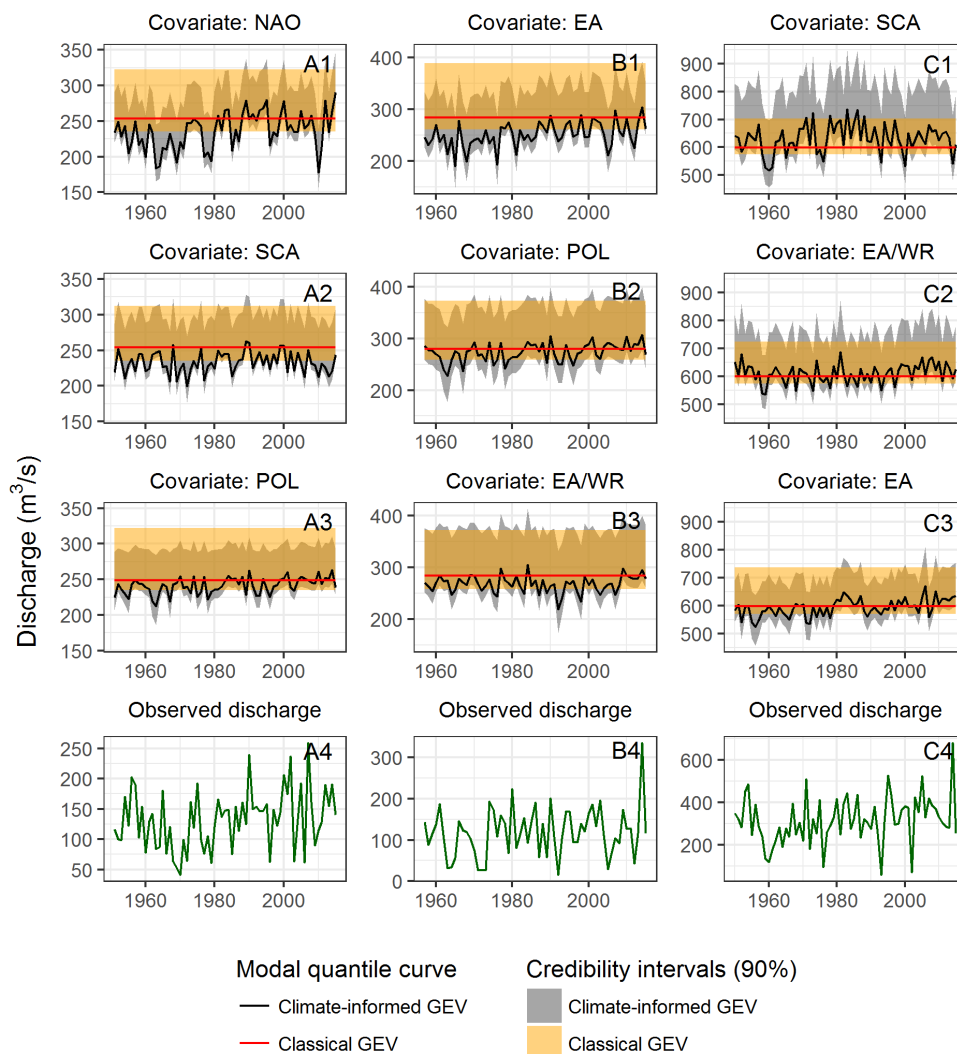 Covariate: NAO
Covariate: EA
Covariate: SCA
350
300
250
200
150
A1
1960
1980
2000
400
300
200
B1
1960
1980
2000
900
800
700
600
500
C1
1960
1980
2000
Covariate: SCA
Covariate: POL
Covariate: EA/WR
350
300
250
200
150
A2
1960
1980
2000
400
300
200
B2
1960
1980
2000
900
800
700
600
500
C2
1960
1980
2000
Covariate: POL
Covariate: EA/WR
Covariate: EA
350
300
250
200
150
A3
1960
1980
2000
400
300
200
B3
1960
1980
2000
900
800
700
600
500
C3
1960
1980
2000
Discharge (m³/s)
Observed discharge
Observed discharge
Observed discharge
250
200
150
100
50
A4
1960
1980
2000
300
200
100
0
B4
1960
1980
2000
600
400
200
C4
1960
1980
2000
Modal quantile curve
Climate-informed GEV
Classical GEV
Credibility intervals (90%)
Climate-informed GEV
Classical GEV